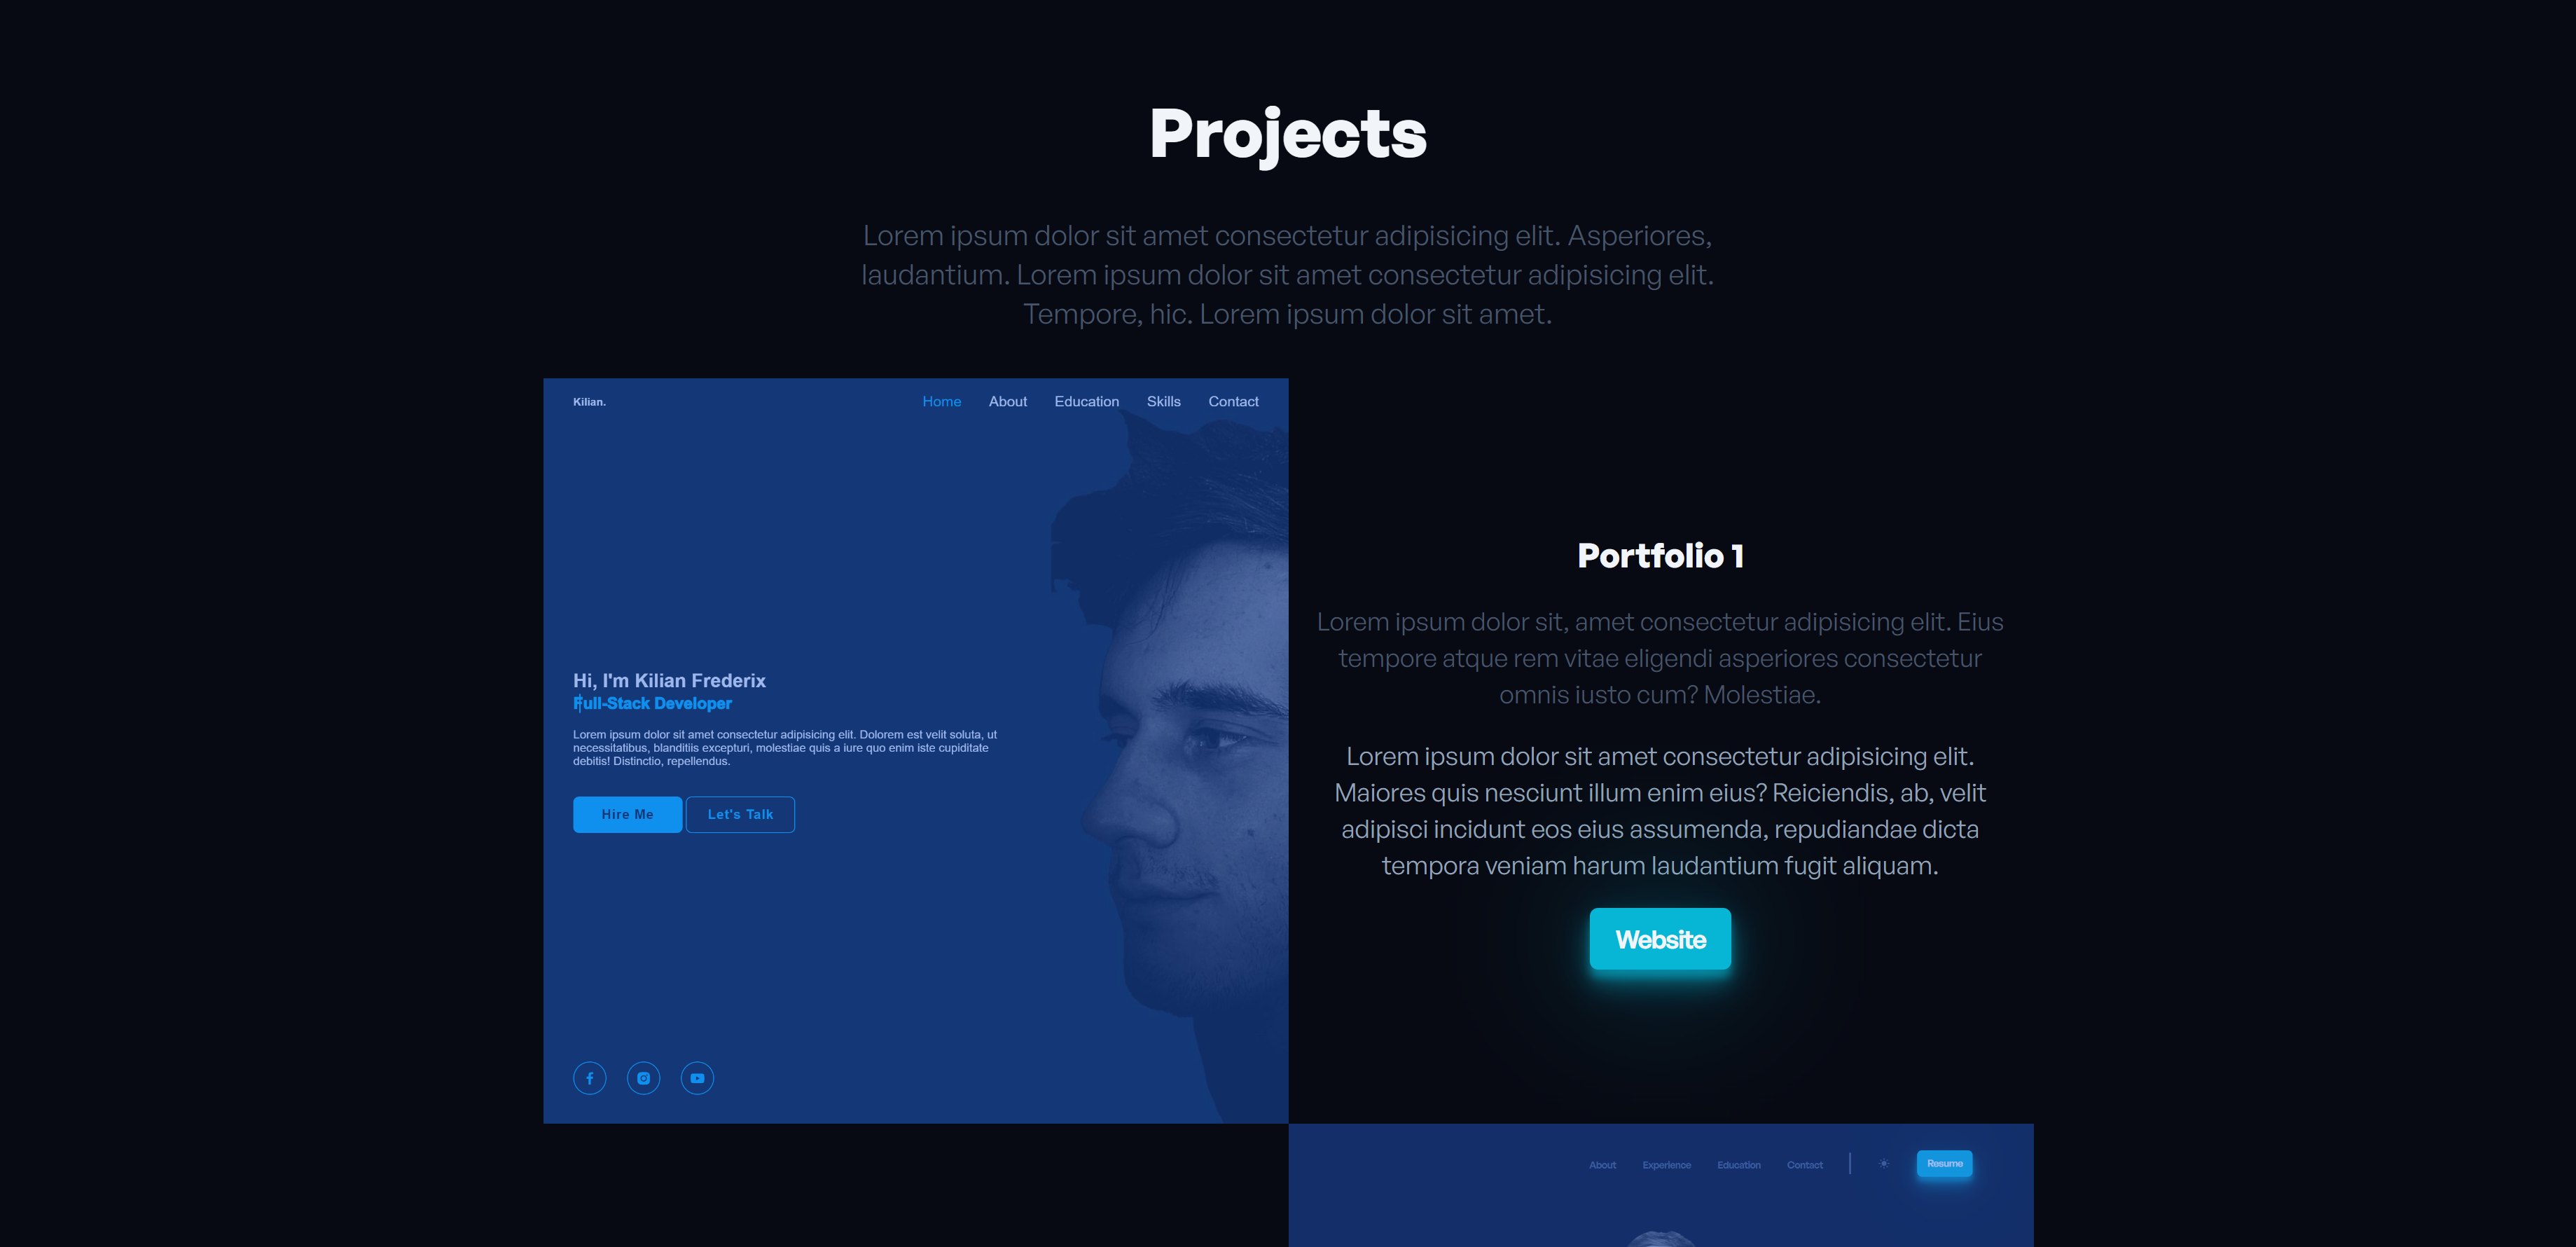 Projects
Lorem ipsum dolor sit amet consectetur adipisicing elit. Asperiores,
laudantium. Lorem ipsum dolor sit amet consectetur adipisicing elit.
Tempore, hic. Lorem ipsum dolor sit amet.
Kilian.
Home About Education Skills Contact
Hi, I'm Kilian Frederix
Full-Stack Developer
Lorem ipsum dolor sit amet consectetur adipisicing elit. Dolorem est velit soluta, ut
necessitatibus, blanditiis excepturi, molestiae quis a iure quo enim iste cupiditate
debitis! Distinctio, repellendus.
Hire Me Let's Talk
Portfolio 1
Lorem ipsum dolor sit, amet consectetur adipisicing elit. Eius
tempore atque rem vitae eligendi asperiores consectetur
omnis iusto cum? Molestiae.
Lorem ipsum dolor sit amet consectetur adipisicing elit.
Maiores quis nesciunt illum enim eius? Reiciendis, ab, velit
adipisci incidunt eos eius assumenda, repudiandae dicta
tempora veniam harum laudantium fugit aliquam.
Website
About Experience Education Contact Resume